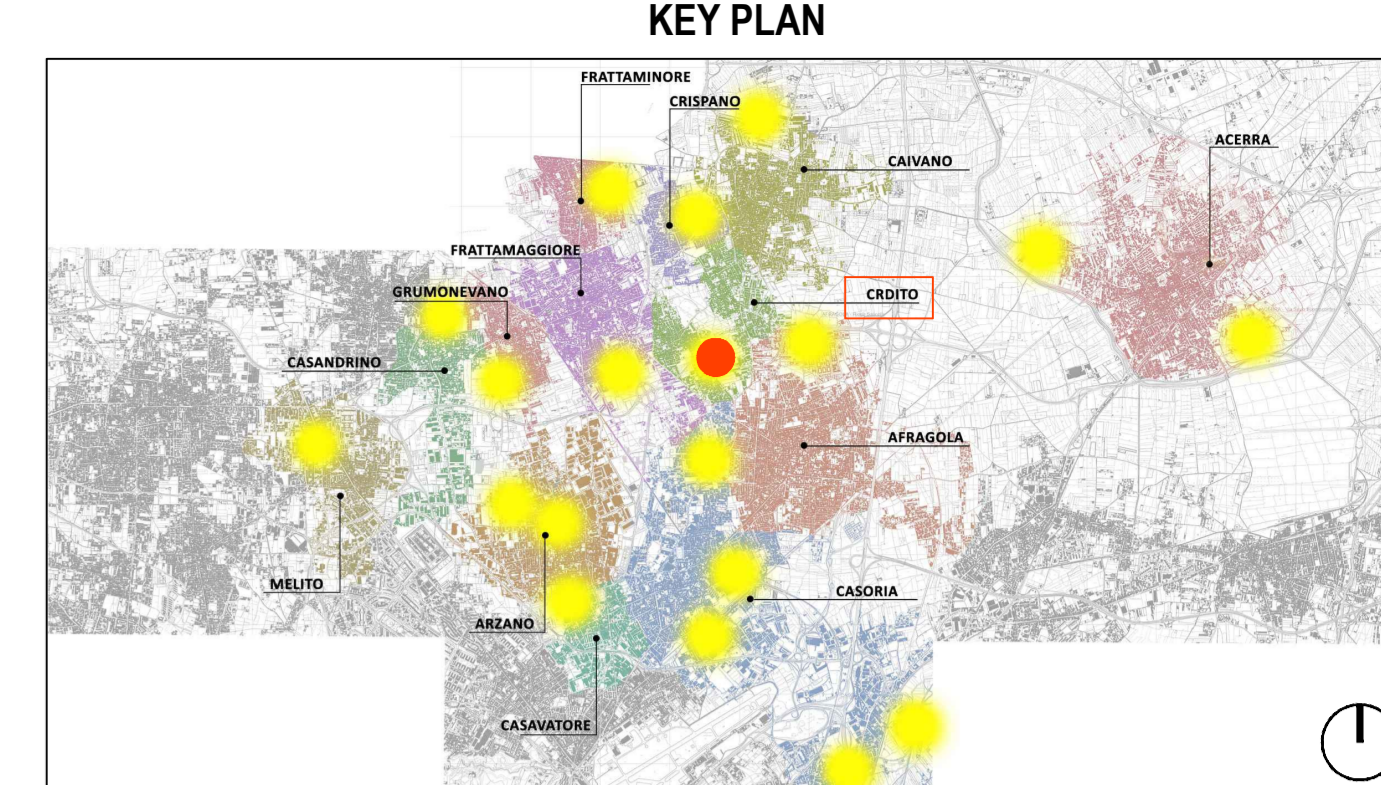 KEY PLAN
FRATTAMINORE
CRISPANO
ACERRA
CAIVANO
FRATTAMAGGIORE
GRUMONEVANO
CRDITO
CASANDRINO
AFRAGOLA
MELITO
CASORIA
ARZANO
CASAVATORE